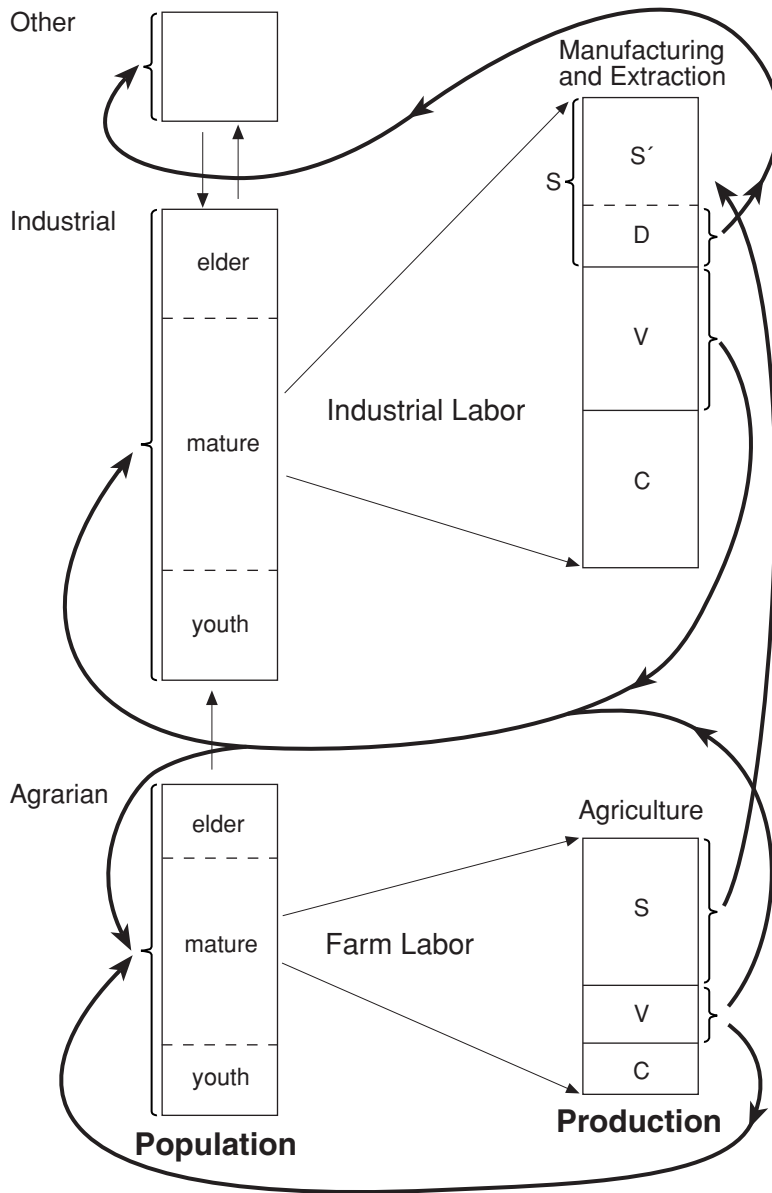 Other
Manufacturing
and Extraction
S
S´
D
V
C
Industrial
elder
mature
youth
Industrial Labor
Agrarian
elder
mature
youth
Farm Labor
Agriculture
S
V
C
Population
Production